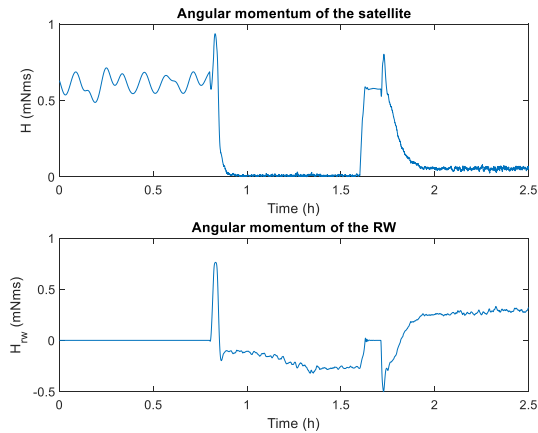 Angular momentum of the satellite
1
0.5
0
H (mNms)
0 0.5 1 1.5 2 2.5
Time (h)
Angular momentum of the RW
1
0.5
0
-0.5
Hrw (mNms)
0 0.5 1 1.5 2 2.5
Time (h)